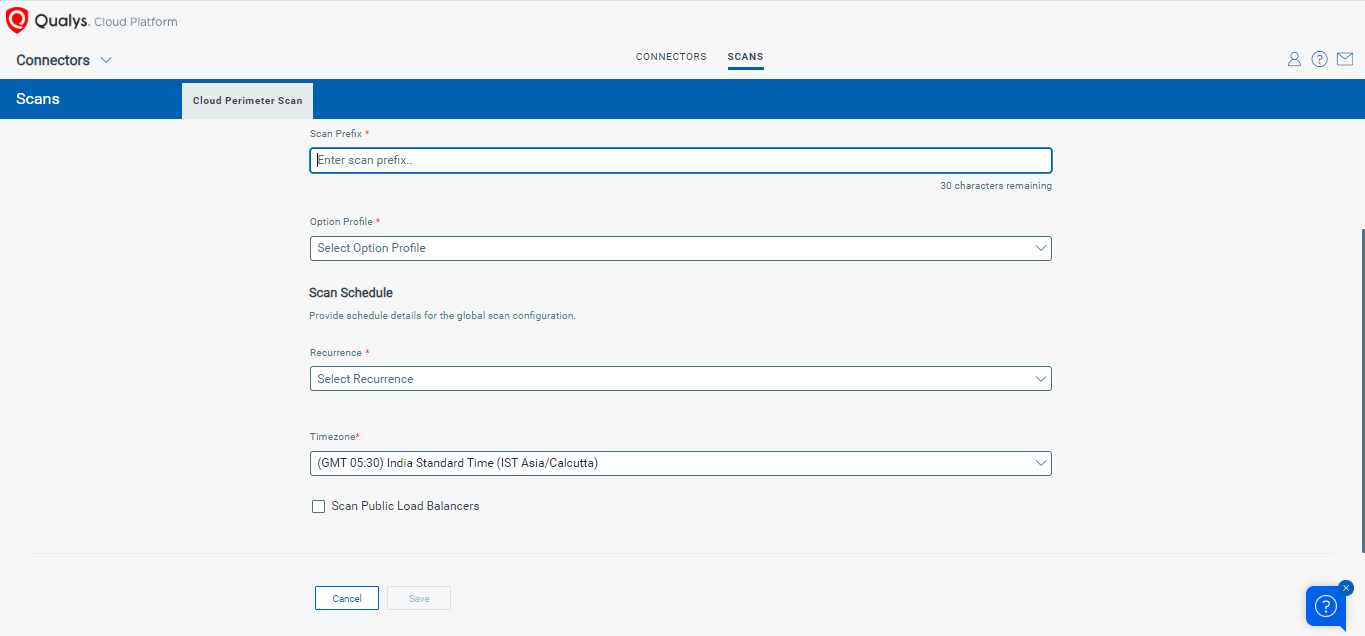 Qualys. Cloud Platform
Connectors
CONNECTORS
SCANS
Scans
Cloud Perimeter Scan
Scan Prefix *
Enter scan prefix..
30 characters remaining
Option Profile *
Select Option Profile
Scan Schedule
Provide schedule details for the global scan configuration.
Recurrence *
Select Recurrence
Timezone*
(GMT 05:30) India Standard Time (IST Asia/Calcutta)
Scan Public Load Balancers
Cancel
Save